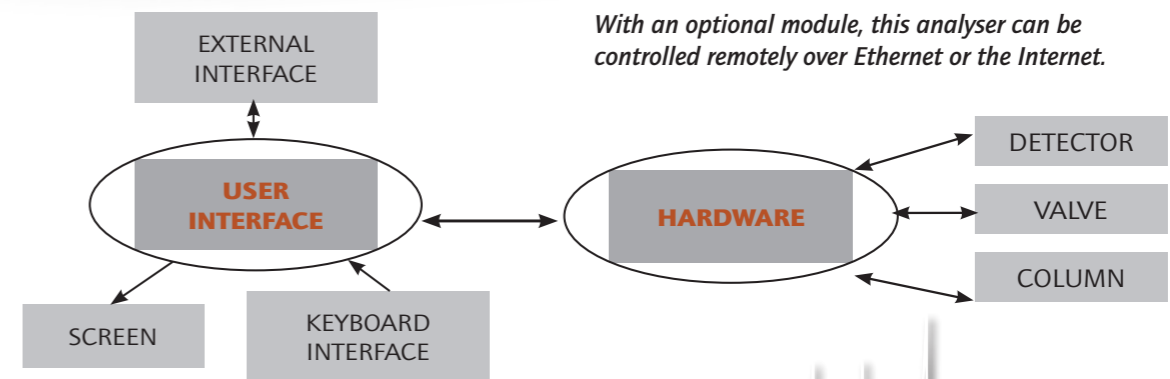 With an optional module, this analyser can be
controlled remotely over Ethernet or the Internet.
EXTERNAL
INTERFACE
USER
INTERFACE
SCREEN
KEYBOARD
INTERFACE
HARDWARE
DETECTOR
VALVE
COLUMN